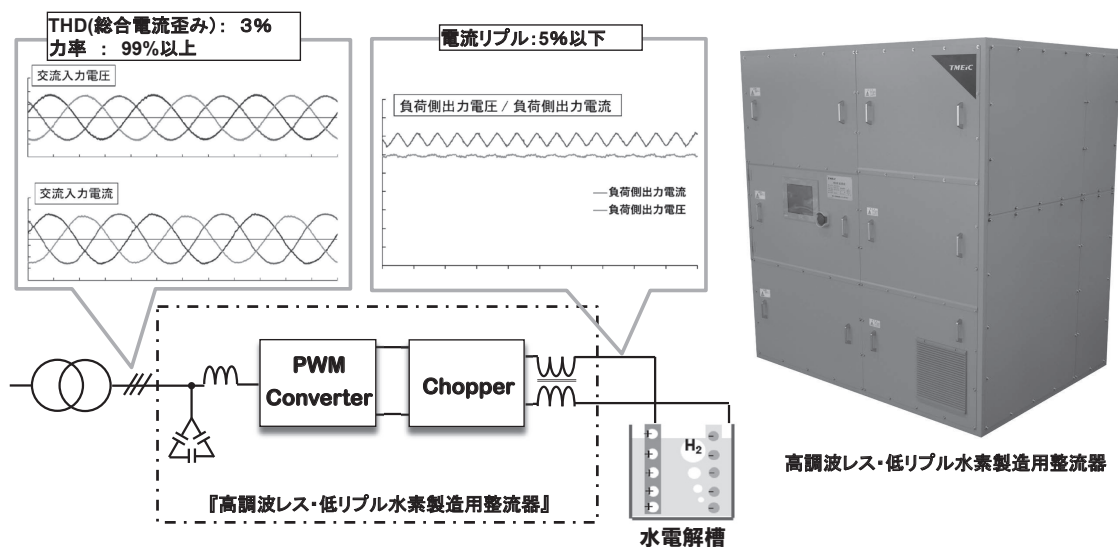 THD(総合電流歪み): 3%
力率 : 99%以上
交流入力電圧
交流入力電流
電流リプル:5%以下
負荷側出力電圧 / 負荷側出力電流
負荷側出力電流
負荷側出力電圧
TMEiC
PWM
Converter
Chopper
H2
+
+
+
+
+
−
−
−
−
−
『高調波レス・低リプル水素製造用整流器』
水電解槽
高調波レス・低リプル水素製造用整流器